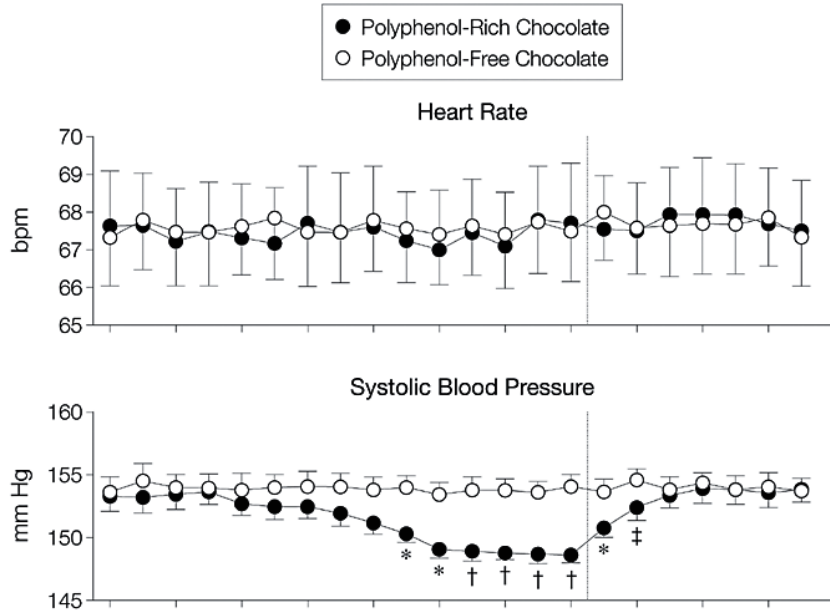 Polyphenol-Rich Chocolate
Polyphenol-Free Chocolate
Heart Rate
70
69
68
67
66
65
bpm
Systolic Blood Pressure
160
155
150
145
mm Hg
* * † † † † * ‡